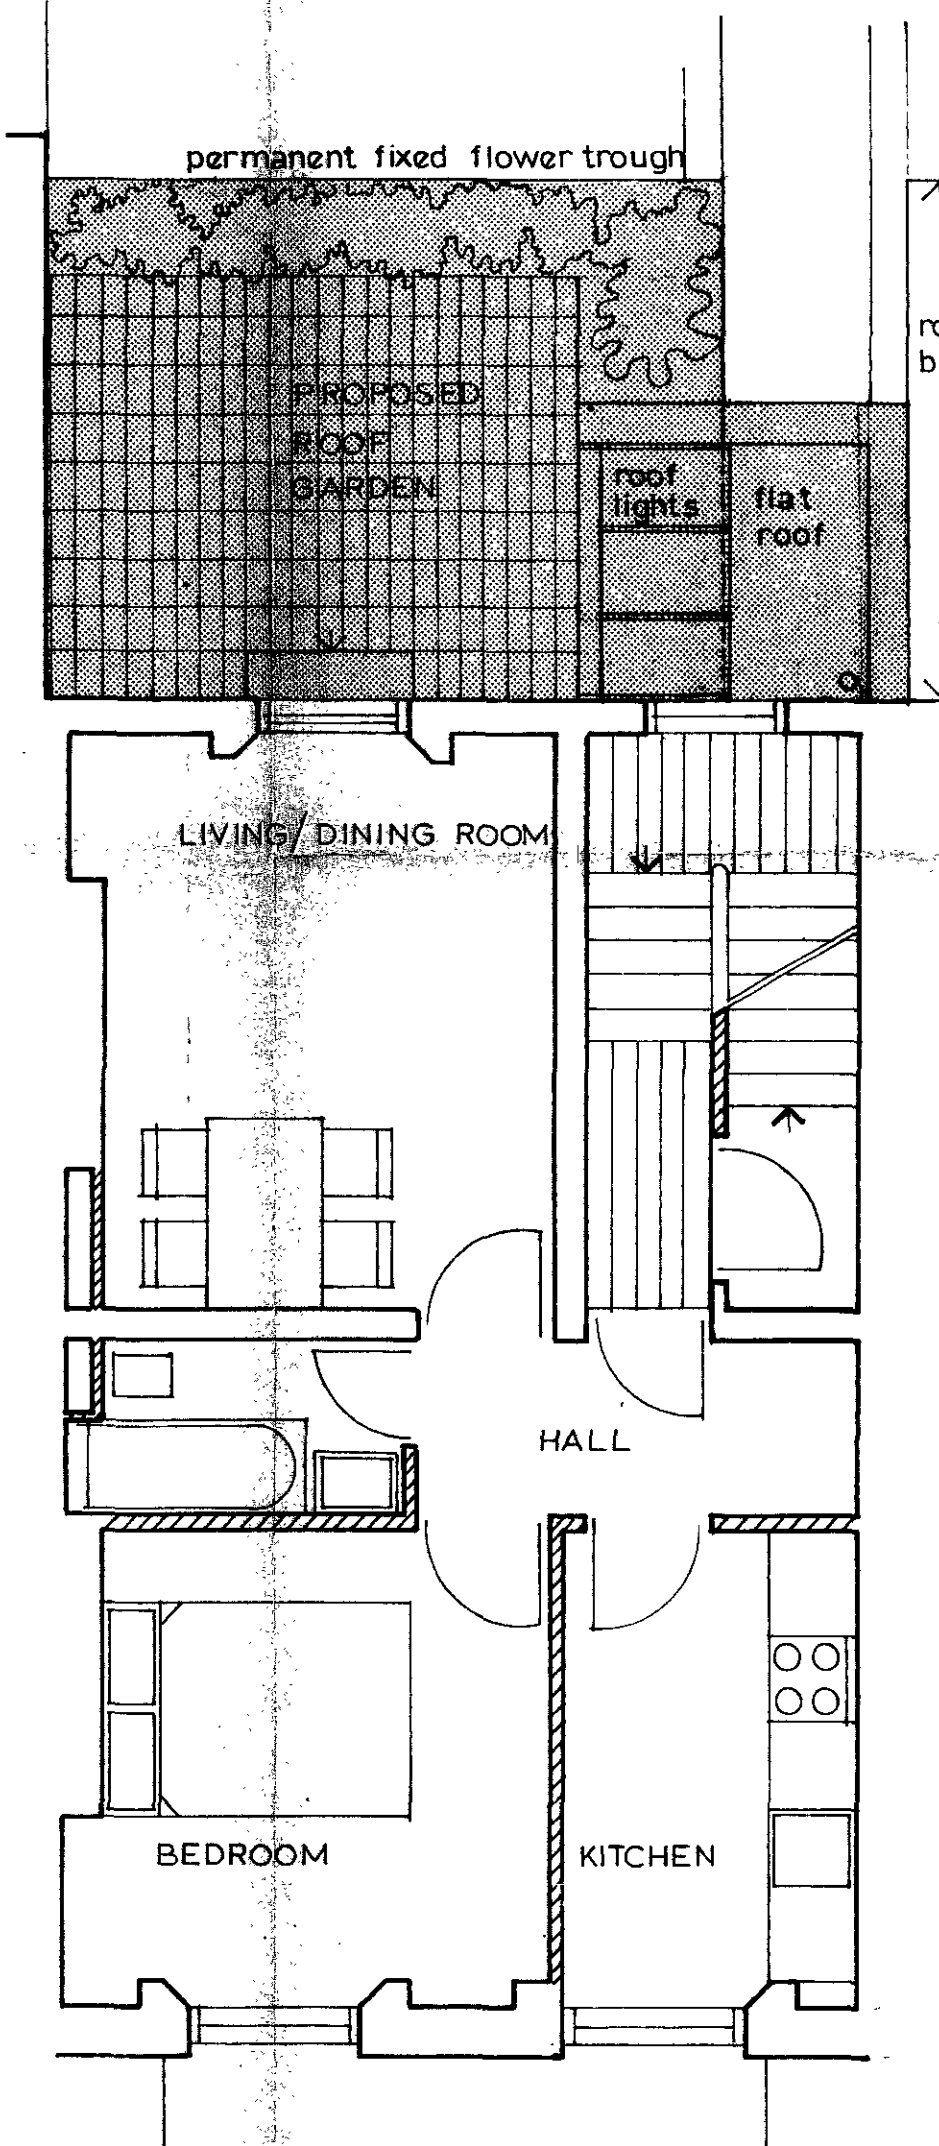 permanent fixed flower trough
PROPOSED
ROOF
GARDEN
roof
lights
flat
roof
LIVING/DINING ROOM
HALL
BEDROOM
KITCHEN